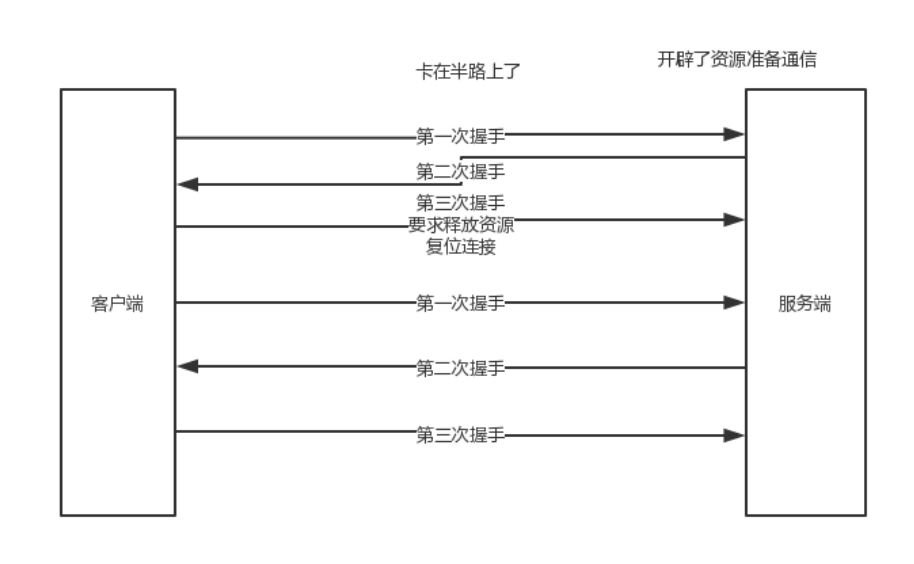 开辟了资源准备通信
卡在半路上了
第一次握手
第二次握手
第三次握手
要求释放资源
复位连接
客户端
第一次握手
服务端
第二次握手
第三次握手